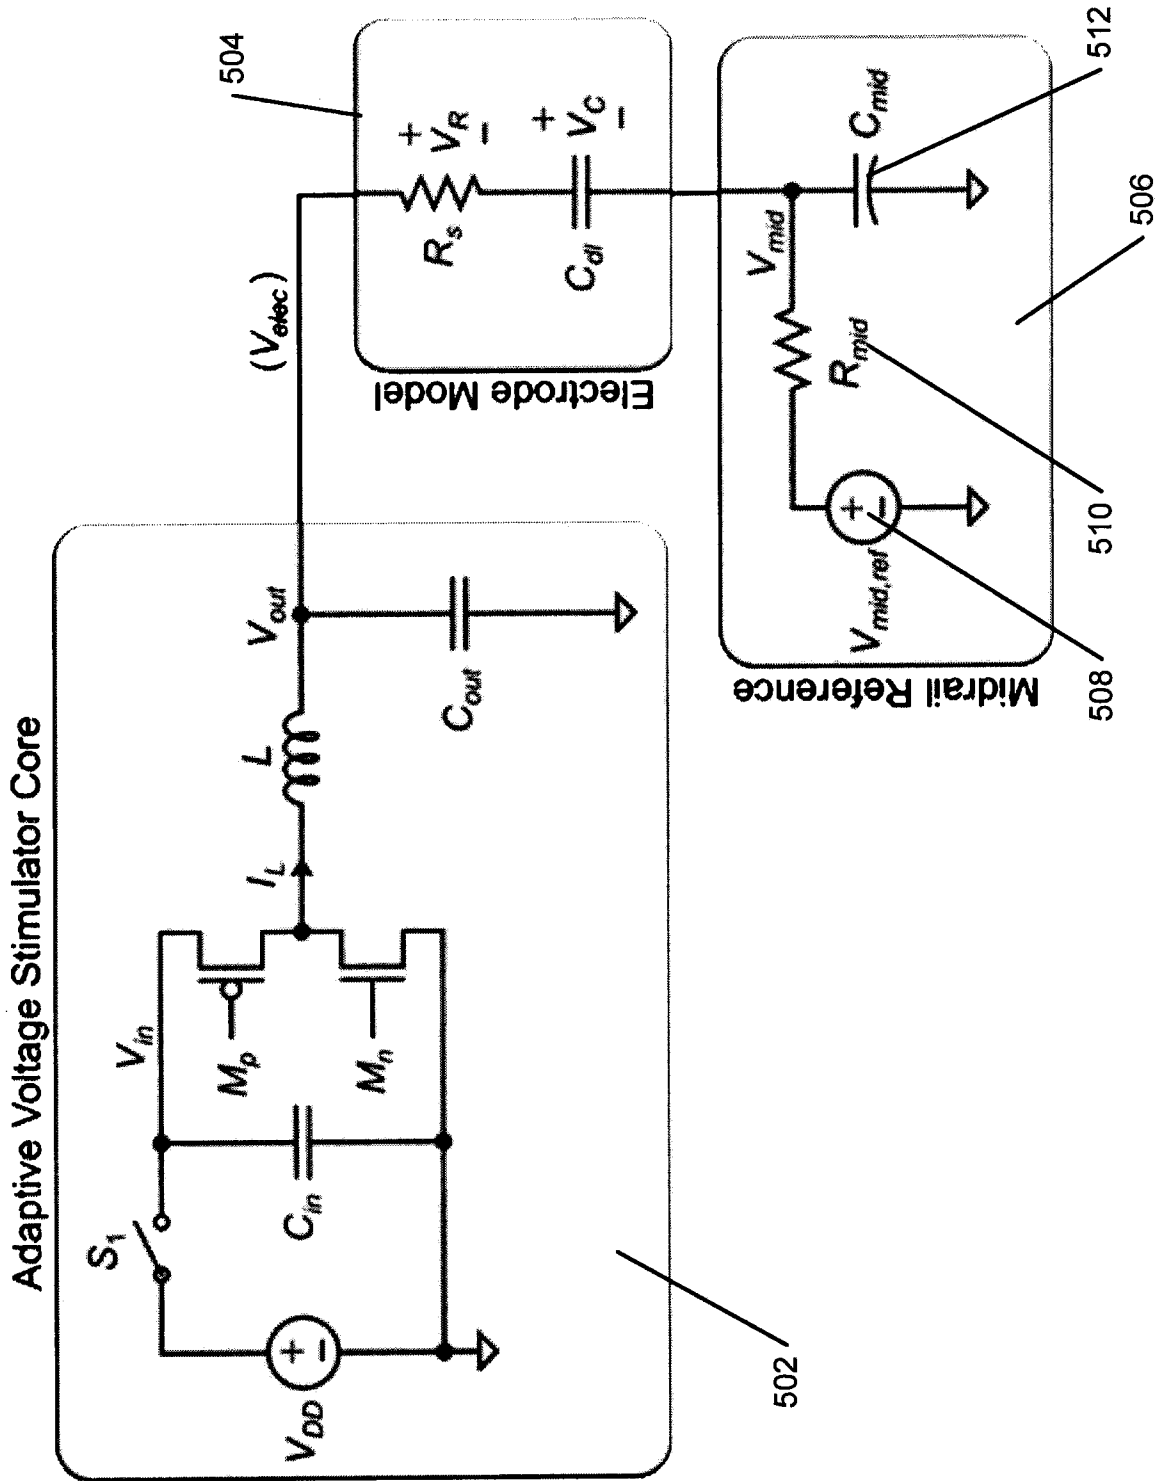 Adaptive Voltage Stimulator Core
S1
Vin
Mp
Mn
IL
L
Vout
(Velec)
VDD
+
−
Cin
Cout
502
Electrode Model
Rs
+
VR
−
Cdl
+
VC
−
504
Midrail Reference
Vmid,ref
+
−
Rmid
Vmid
Cmid
508
510
506
512